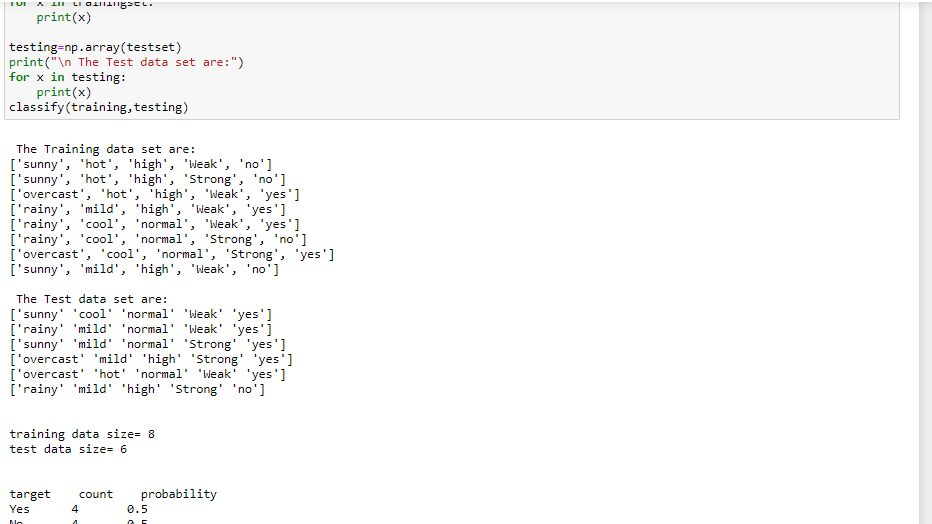 for x in trainingset:
    print(x)
testing=np.array(testset)
print("\n The Test data set are:")
for x in testing:
    print(x)
classify(training,testing)
The Training data set are:
['sunny', 'hot', 'high', 'Weak', 'no']
['sunny', 'hot', 'high', 'Strong', 'no']
['overcast', 'hot', 'high', 'Weak', 'yes']
['rainy', 'mild', 'high', 'Weak', 'yes']
['rainy', 'cool', 'normal', 'Weak', 'yes']
['rainy', 'cool', 'normal', 'Strong', 'no']
['overcast', 'cool', 'normal', 'Strong', 'yes']
['sunny', 'mild', 'high', 'Weak', 'no']
The Test data set are:
['sunny' 'cool' 'normal' 'Weak' 'yes']
['rainy' 'mild' 'normal' 'Weak' 'yes']
['sunny' 'mild' 'normal' 'Strong' 'yes']
['overcast' 'mild' 'high' 'Strong' 'yes']
['overcast' 'hot' 'normal' 'Weak' 'yes']
['rainy' 'mild' 'high' 'Strong' 'no']
training data size= 8
test data size= 6
target    count    probability
Yes      4       0.5
No       4       0.5